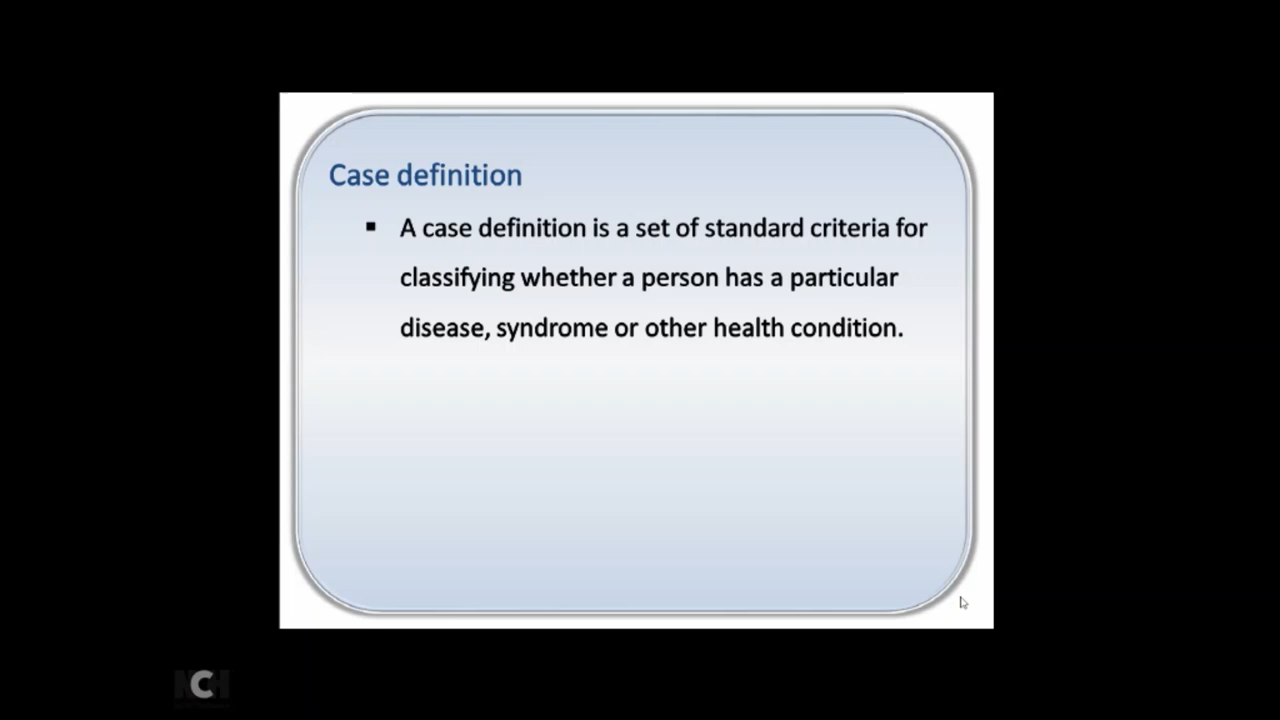 Case definition
▪ A case definition is a set of standard criteria for
classifying whether a person has a particular
disease, syndrome or other health condition.
NCH